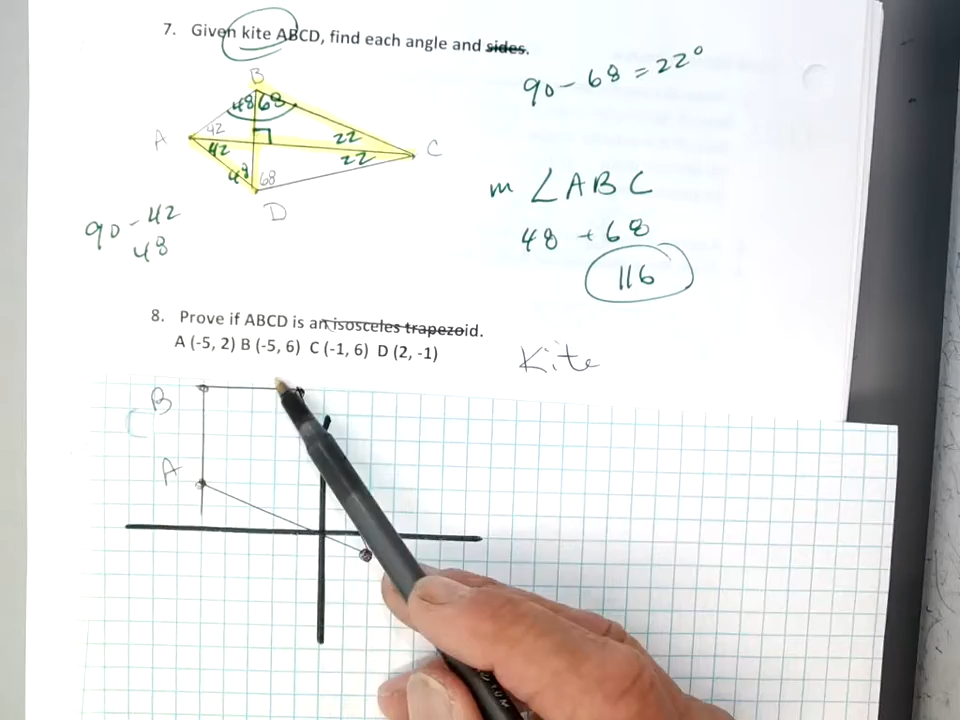 7. Given kite ABCD, find each angle and sides.
90 - 68 = 22°
B
48 68
A 42 22 C
42 22
48 68
D
m ∠ABC
90 - 42
48
48 + 68
116
8. Prove if ABCD is an isosceles trapezoid.
A (-5, 2) B (-5, 6) C (-1, 6) D (2, -1)
Kite
B
C
A